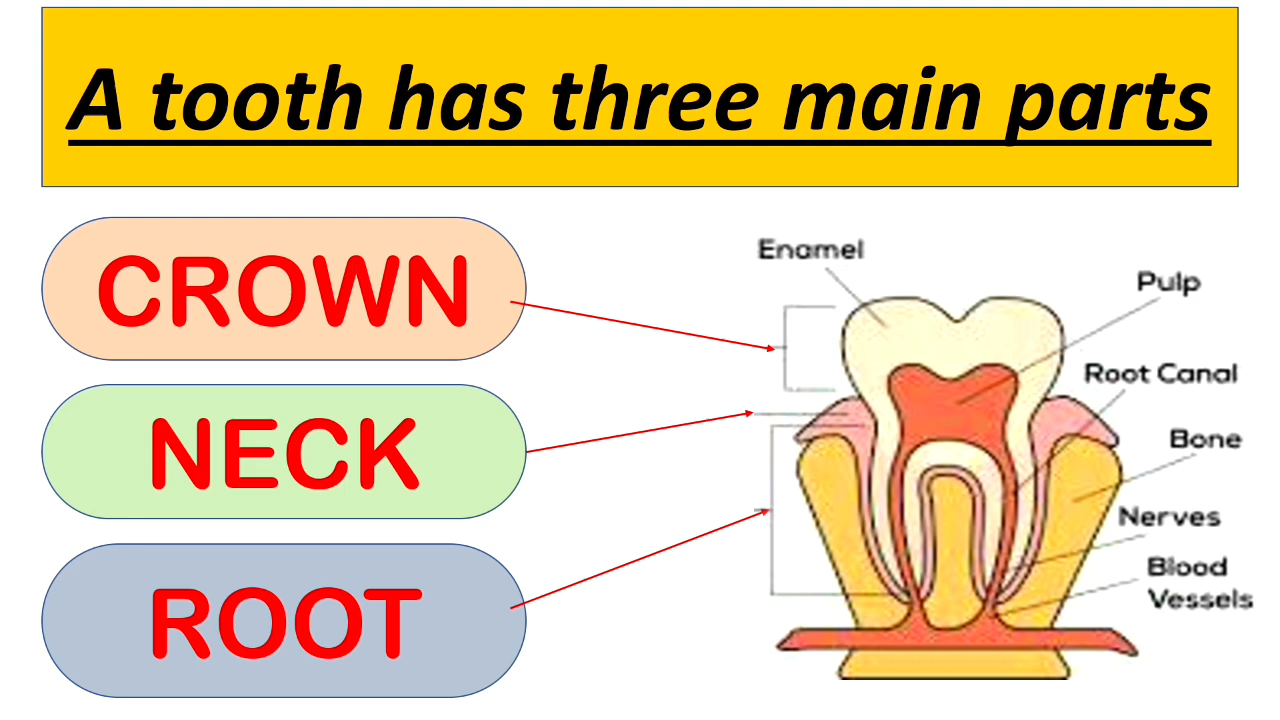 A tooth has three main parts
CROWN
NECK
ROOT
Enamel
Pulp
Root Canal
Bone
Nerves
Blood
Vessels